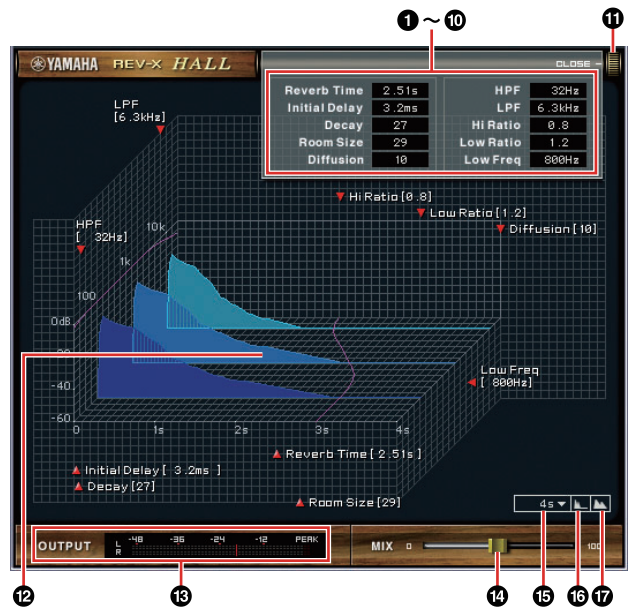 ❶~❿
⓫
YAMAHA REV-X HALL
CLOSE
Reverb Time 2.51s
Initial Delay 3.2ms
Decay 27
Room Size 29
Diffusion 10
HPF 32Hz
LPF 6.3kHz
Hi Ratio 0.8
Low Ratio 1.2
Low Freq 800Hz
LPF
[6.3kHz]
Hi Ratio[0.8]
Low Ratio[1.2]
Diffusion[10]
HPF
[ 32Hz]
10k
1k
100
0dB
-20
-40
-60
0 1s 2s 3s 4s
Low Freq
[ 800Hz]
Reverb Time[ 2.51s ]
Initial Delay[ 3.2ms ]
Decay[27]
Room Size[29]
4s
OUTPUT
L
R
-48 -36 -24 -12 PEAK
MIX 0 100
⓬ ⓭ ⓮ ⓯ ⓰ ⓱